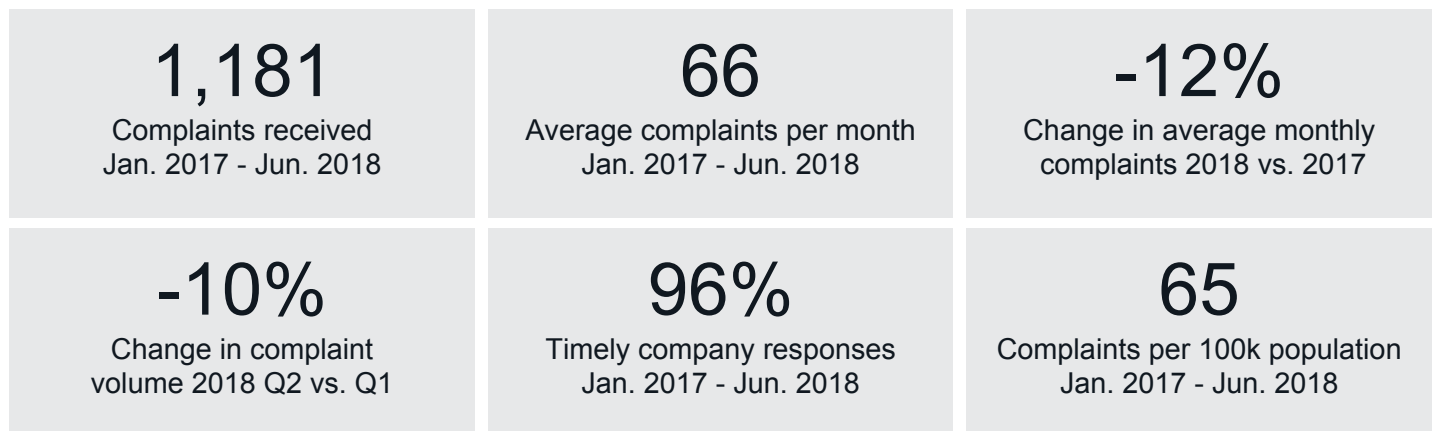 1,181
Complaints received
Jan. 2017 - Jun. 2018
66
Average complaints per month
Jan. 2017 - Jun. 2018
-12%
Change in average monthly
complaints 2018 vs. 2017
-10%
Change in complaint
volume 2018 Q2 vs. Q1
96%
Timely company responses
Jan. 2017 - Jun. 2018
65
Complaints per 100k population
Jan. 2017 - Jun. 2018